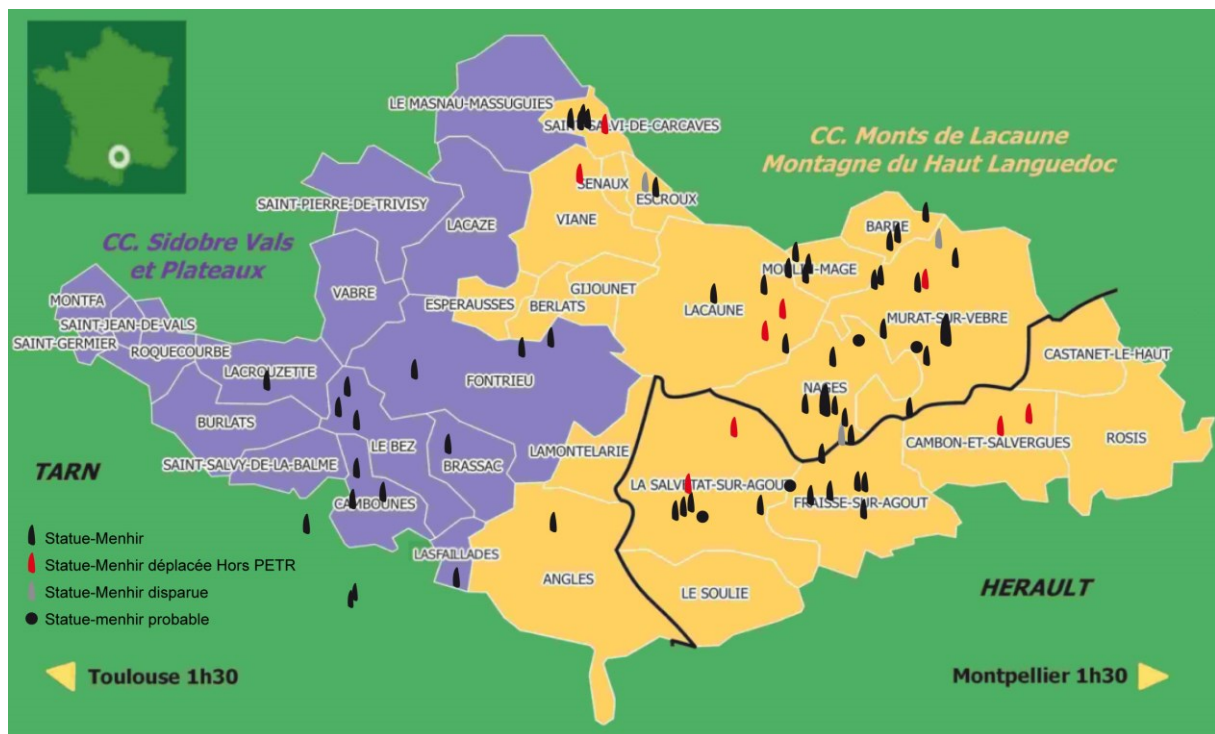 LE MASNAU-MASSUGUIES
SAINT-SALVI-DE-CARCAVES
CC. Monts de Lacaune
Montagne du Haut Languedoc
SENAUX
ESCROUX
SAINT-PIERRE-DE-TRIVISY
LACAZE
VIANE
BARRE
CC. Sidobre Vals
et Plateaux
MOULIN-MAGE
GIJOUNET
VABRE
MONTFA
ESPERAUSSES
BERLATS
LACAUNE
MURAT-SUR-VEBRE
SAINT-JEAN-DE-VALS
SAINT-GERMIER
ROQUECOURBE
CASTANET-LE-HAUT
LACROUZETTE
FONTRIEU
NAGES
BURLATS
LE BEZ
LAMONTELARIE
CAMBON-ET-SALVERGUES
ROSIS
SAINT-SALVY-DE-LA-BALME
BRASSAC
TARN
LA SALVETAT-SUR-AGOUT
CAMBOUNES
FRAISSE-SUR-AGOUT
LASFAILLADES
ANGLES
LE SOULIE
HERAULT
Statue-Menhir
Statue-Menhir déplacée Hors PETR
Statue-Menhir disparue
Statue-menhir probable
Toulouse 1h30
Montpellier 1h30